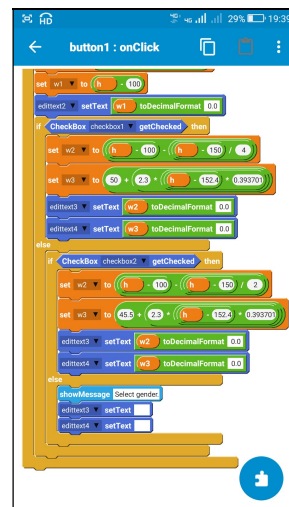 4G 29% 19:39
button1 : onClick
set w1 to h - 100
edittext2 setText w1 toDecimalFormat 0.0
if CheckBox checkbox1 getChecked then
set w2 to h - 100 - h - 150 / 4
set w3 to 50 + 2.3 * h - 152.4 * 0.393701
edittext3 setText w2 toDecimalFormat 0.0
edittext4 setText w3 toDecimalFormat 0.0
else
if CheckBox checkbox2 getChecked then
set w2 to h - 100 - h - 150 / 2
set w3 to 45.5 + 2.3 * h - 152.4 * 0.393701
edittext3 setText w2 toDecimalFormat 0.0
edittext4 setText w3 toDecimalFormat 0.0
else
showMessage Select gender.
edittext3 setText
edittext4 setText